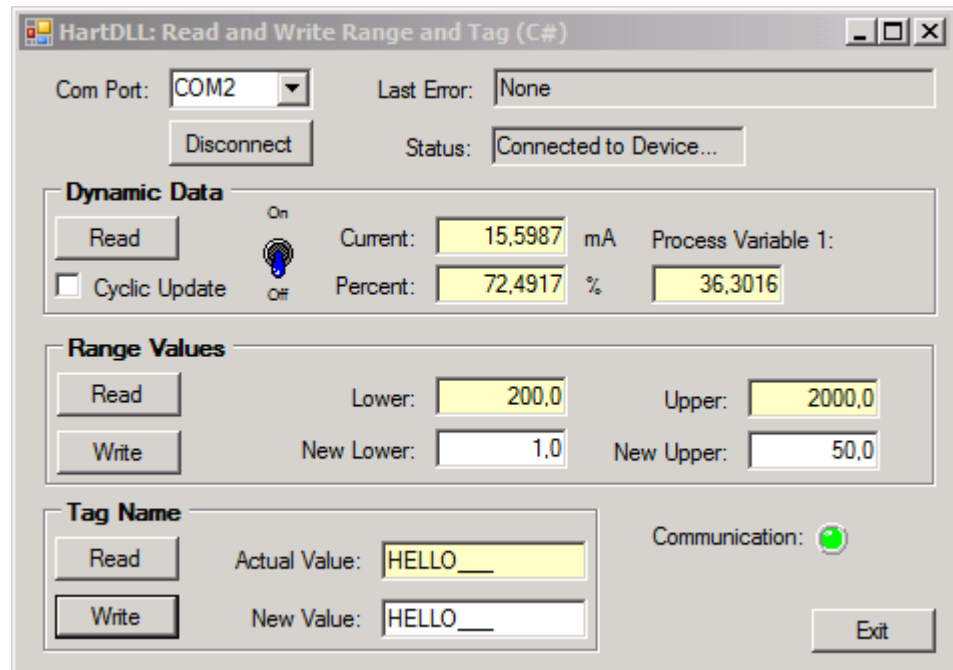 HartDLL: Read and Write Range and Tag (C#)
Com Port: COM2 Last Error: None
Disconnect Status: Connected to Device...
Dynamic Data
On
Read Current: 15,5987 mA Process Variable 1:
Cyclic Update Off Percent: 72,4917 % 36,3016
Range Values
Read Lower: 200,0 Upper: 2000,0
Write New Lower: 1,0 New Upper: 50,0
Tag Name
Read Actual Value: HELLO___ Communication:
Write New Value: HELLO___ Exit